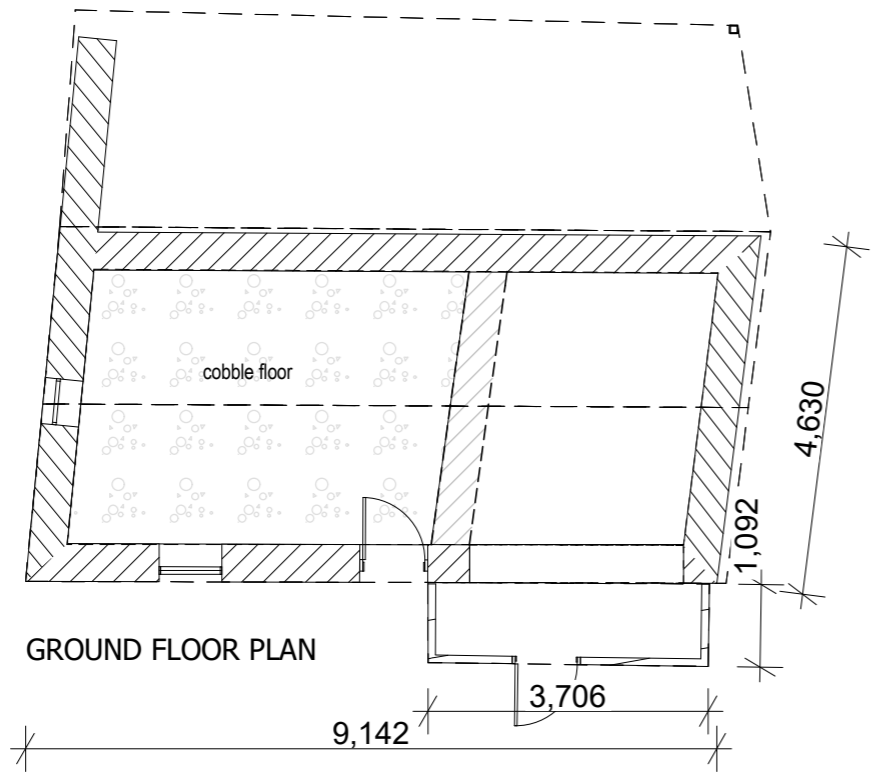 cobble floor
4,630
1,092
GROUND FLOOR PLAN
3,706
9,142